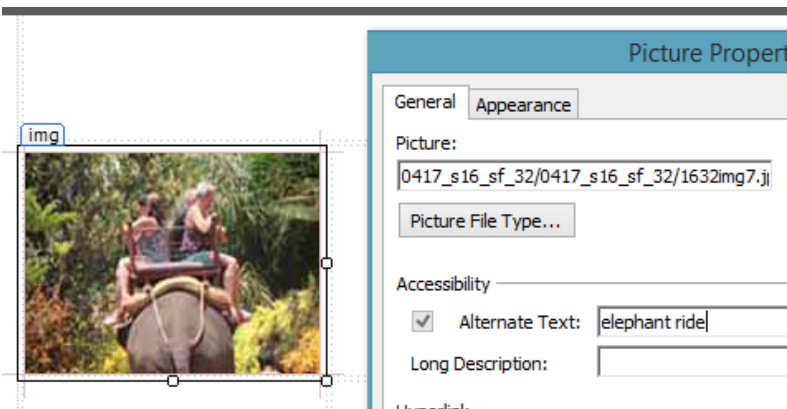 Picture Propert
General
Appearance
img
Picture:
0417_s16_sf_32/0417_s16_sf_32/1632img7.j
Picture File Type...
Accessibility
Alternate Text: elephant ride
Long Description: